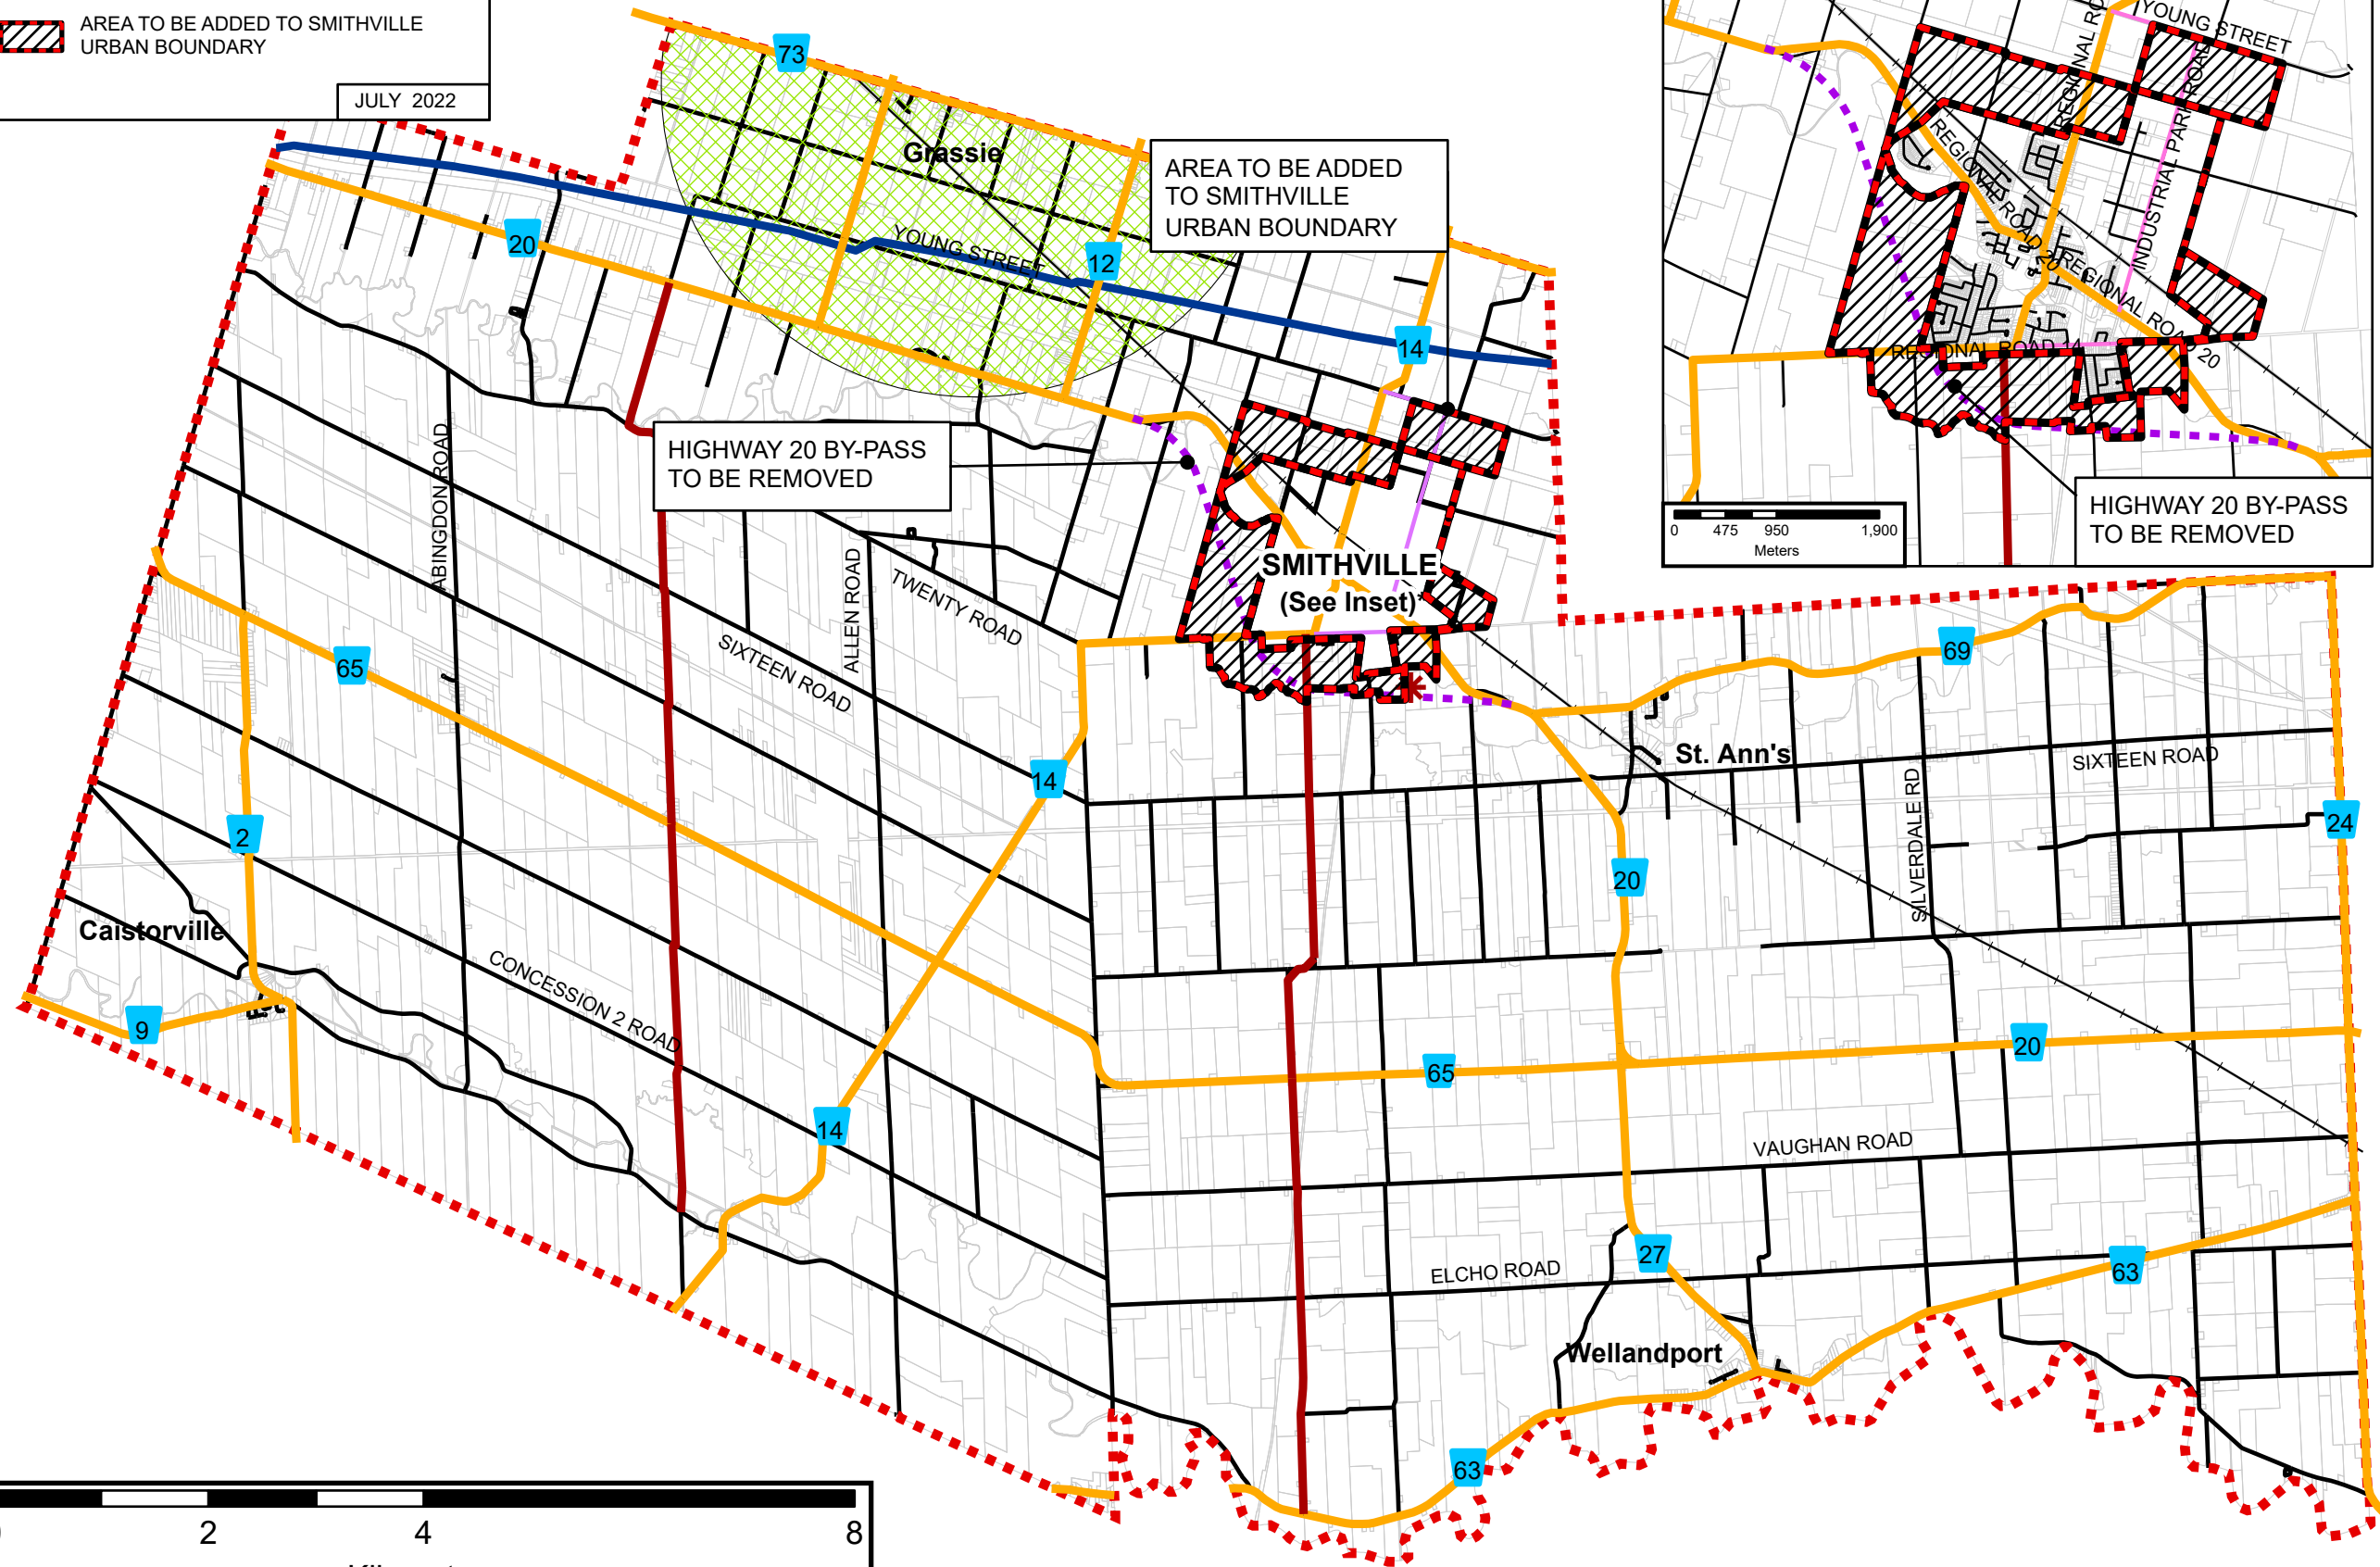 AREA TO BE ADDED TO SMITHVILLE
URBAN BOUNDARY
JULY 2022
73
Grassie
AREA TO BE ADDED
TO SMITHVILLE
URBAN BOUNDARY
20
YOUNG STREET
12
14
HIGHWAY 20 BY-PASS
TO BE REMOVED
ABINGDON ROAD
ALLEN ROAD
TWENTY ROAD
SIXTEEN ROAD
SMITHVILLE
(See Inset)*
65
69
14
St. Ann's
SIXTEEN ROAD
SILVERDALE RD
24
2
20
Caistorville
CONCESSION 2 ROAD
9
65
20
14
VAUGHAN ROAD
ELCHO ROAD
27
63
Wellandport
63
2
4
8
YOUNG STREET
REGIONAL RO
INDUSTRIAL PARK ROAD
REGIONAL ROAD 20
REGIONAL ROAD 20
REGIONAL ROAD 14
HIGHWAY 20 BY-PASS
TO BE REMOVED
0 475 950 1,900
Meters